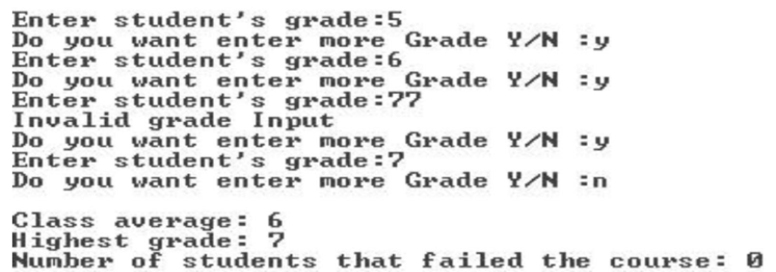 Enter student's grade:5
Do you want enter more Grade Y/N :y
Enter student's grade:6
Do you want enter more Grade Y/N :y
Enter student's grade:77
Invalid grade Input
Do you want enter more Grade Y/N :y
Enter student's grade:7
Do you want enter more Grade Y/N :n
Class average: 6
Highest grade: 7
Number of students that failed the course: 0